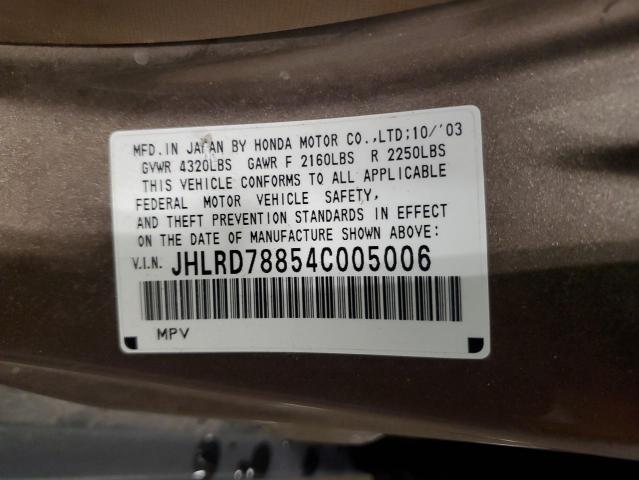 MFD.IN JAPAN BY HONDA MOTOR CO.,LTD;10/'03
GVWR 4320LBS GAWR F 2160LBS R 2250LBS
THIS VEHICLE CONFORMS TO ALL APPLICABLE
FEDERAL MOTOR VEHICLE SAFETY,
AND THEFT PREVENTION STANDARDS IN EFFECT
ON THE DATE OF MANUFACTURE SHOWN ABOVE:
V.I.N. JHLRD78854C005006
MPV